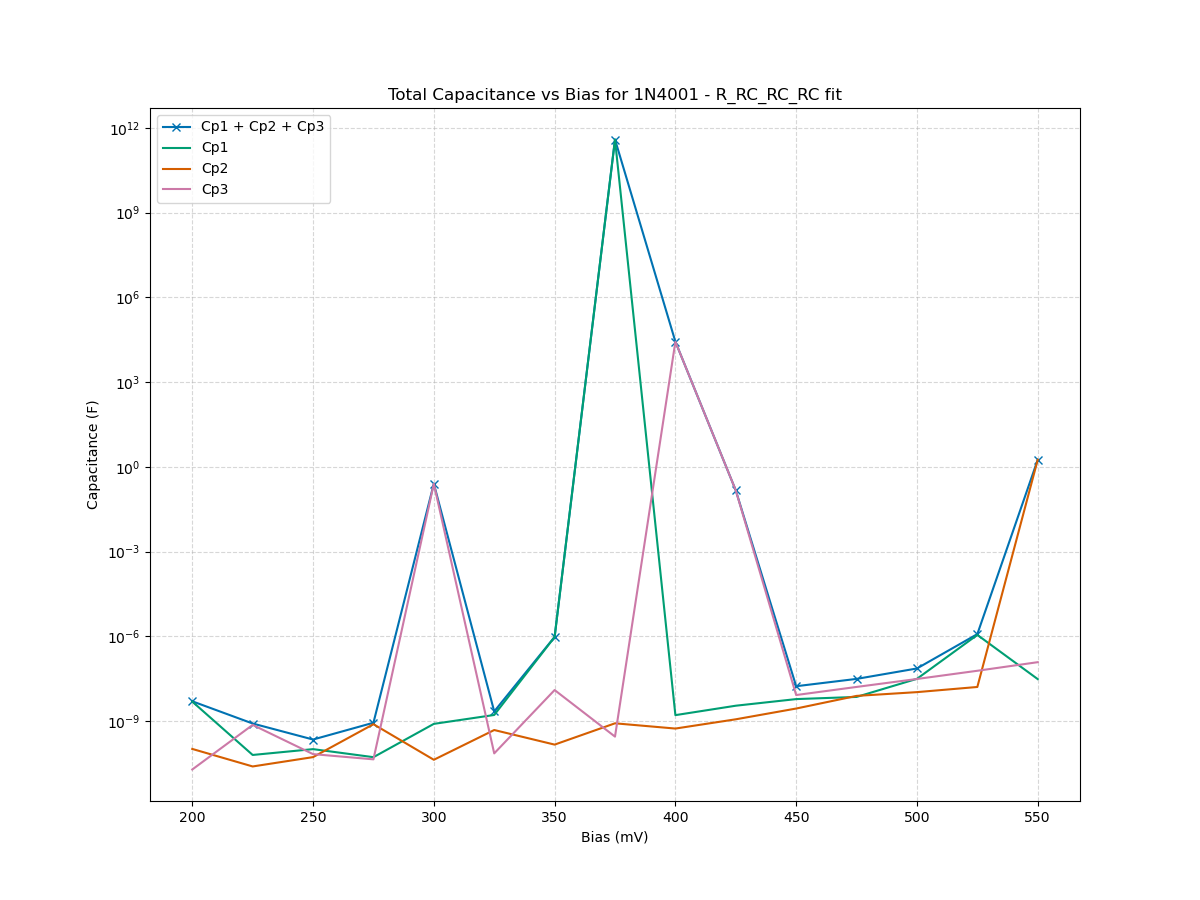 Total Capacitance vs Bias for 1N4001 - R_RC_RC_RC fit
Cp1 + Cp2 + Cp3
Cp1
Cp2
Cp3
10¹²
10⁹
10⁶
10³
10⁰
10⁻³
10⁻⁶
10⁻⁹
Capacitance (F)
200 250 300 350 400 450 500 550
Bias (mV)